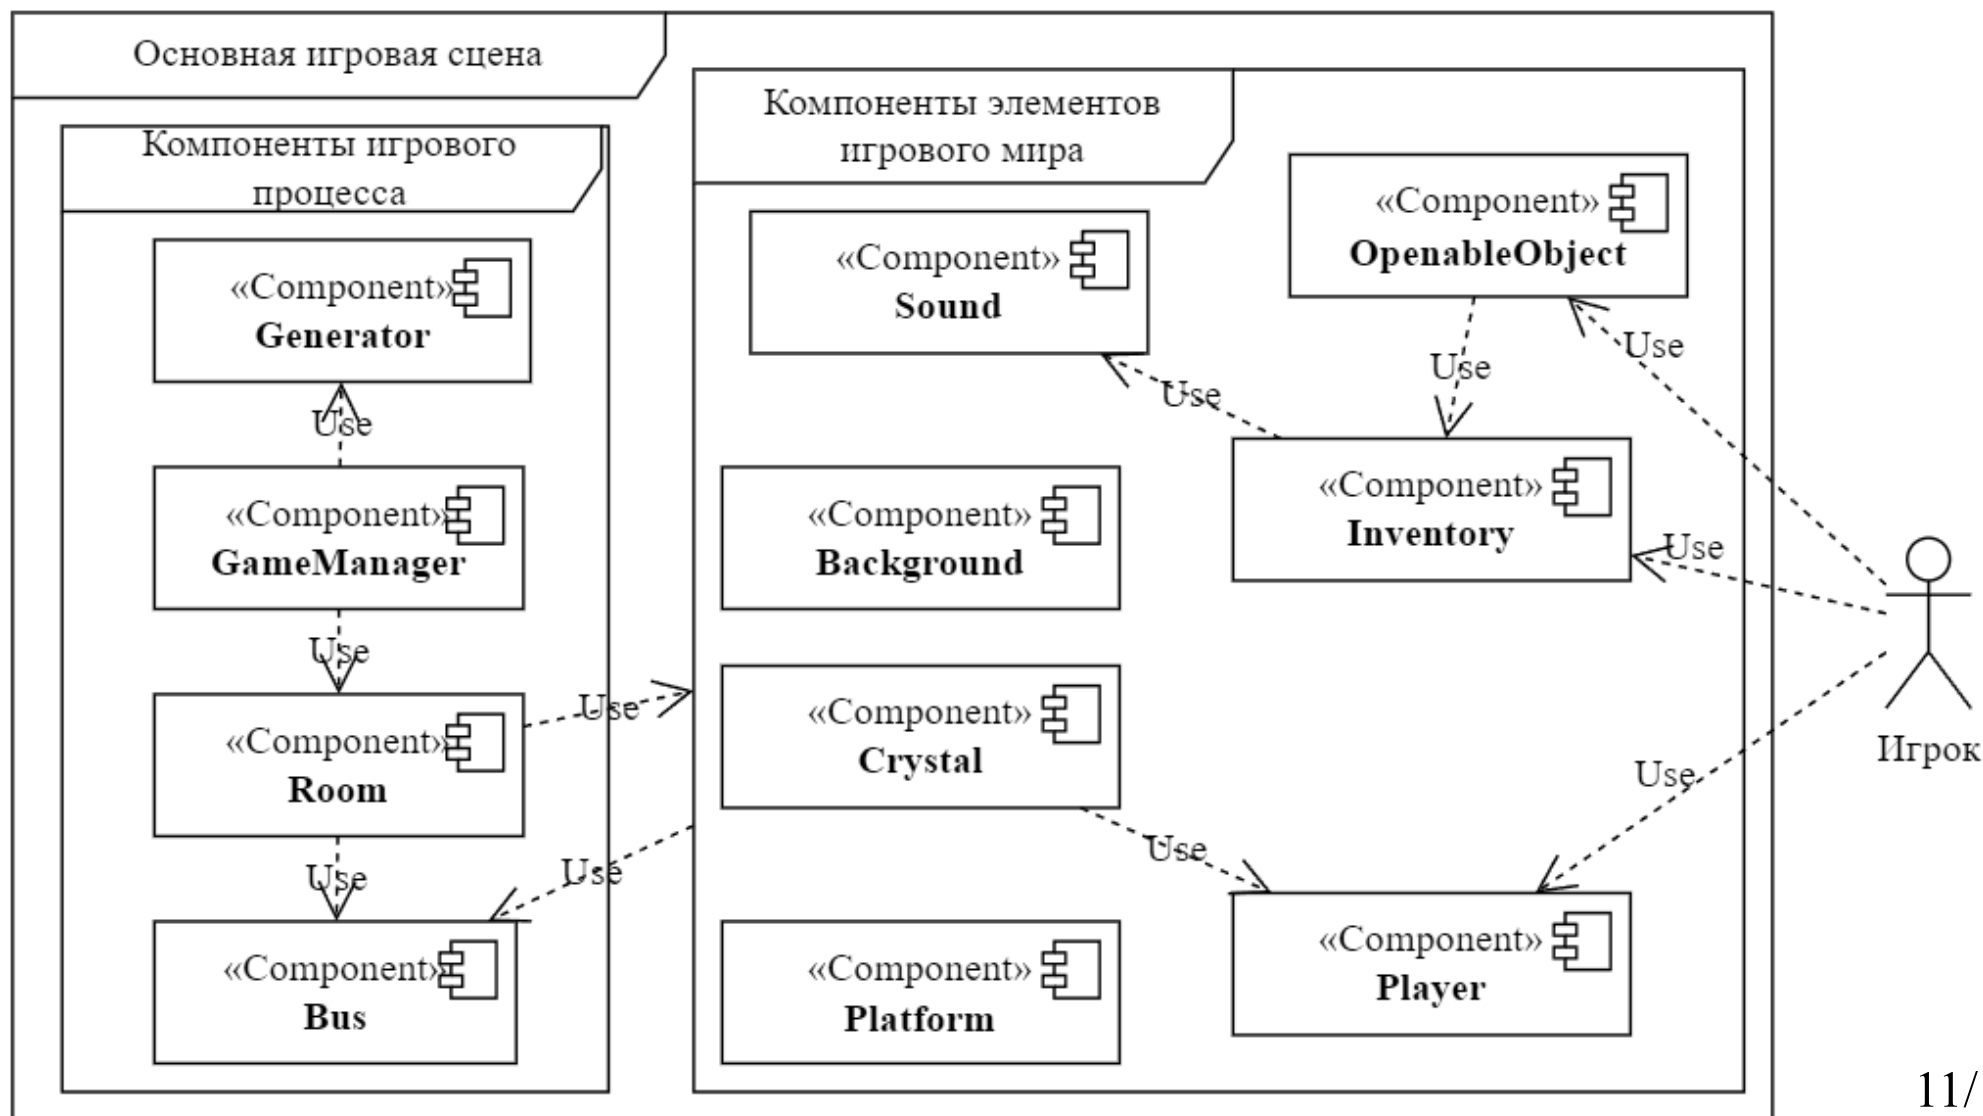 Основная игровая сцена
Компоненты игрового
процесса
«Component»
Generator
Use
«Component»
GameManager
Use
«Component»
Room
Use
«Component»
Bus
Use
Use
Компоненты элементов
игрового мира
«Component»
Sound
«Component»
OpenableObject
Use
Use
Use
«Component»
Background
«Component»
Inventory
Use
«Component»
Crystal
Use
Use
«Component»
Platform
«Component»
Player
Игрок
11/